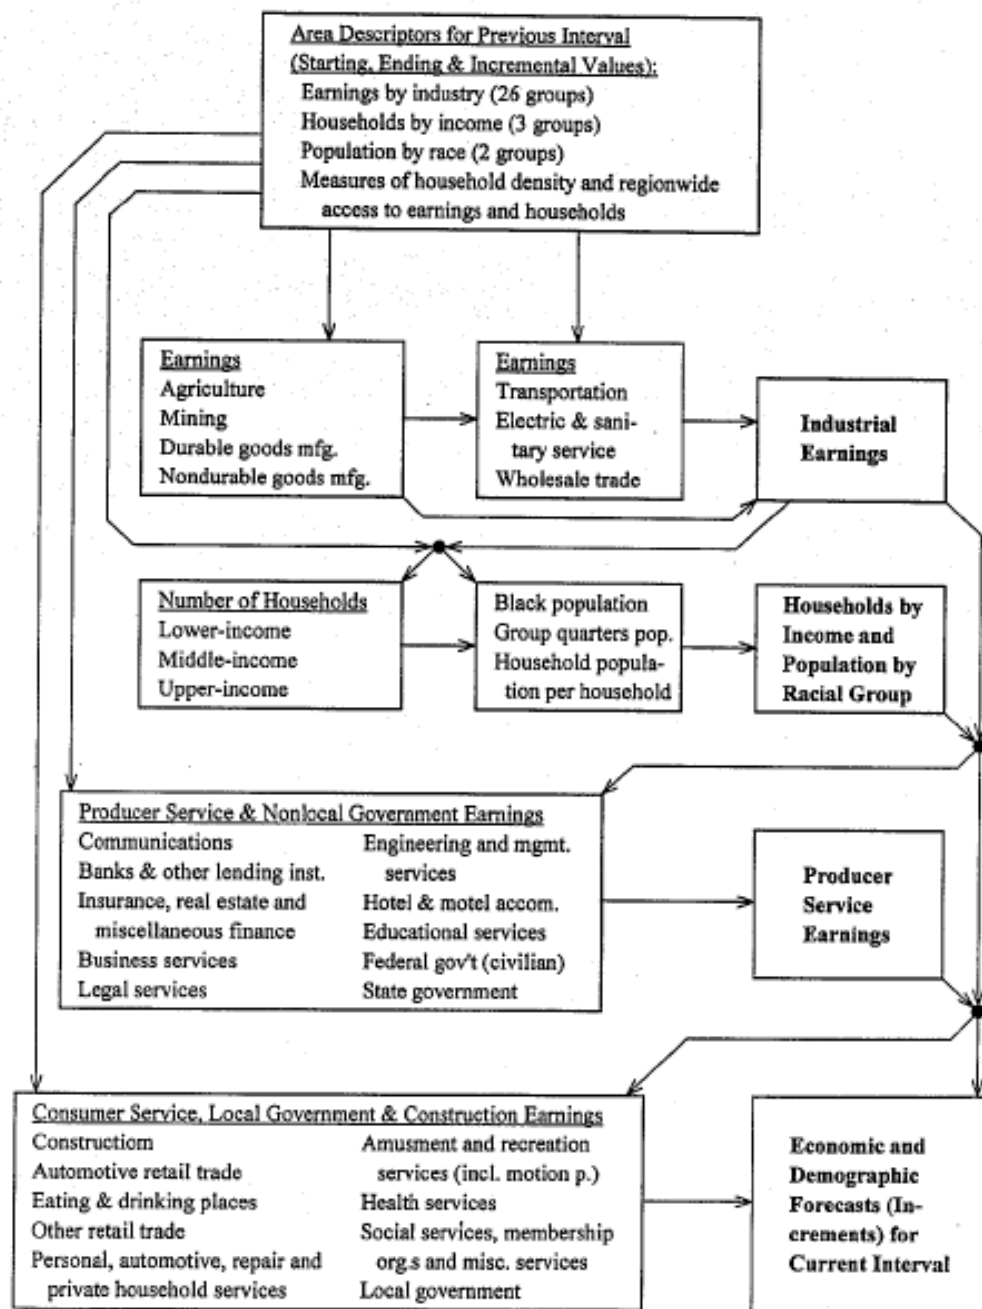 Area Descriptors for Previous Interval
(Starting, Ending & Incremental Values):
Earnings by industry (26 groups)
Households by income (3 groups)
Population by race (2 groups)
Measures of household density and regionwide
access to earnings and households
Earnings
Agriculture
Mining
Durable goods mfg.
Nondurable goods mfg.
Earnings
Transportation
Electric & sani-
tary service
Wholesale trade
Industrial
Earnings
Number of Households
Lower-income
Middle-income
Upper-income
Black population
Group quarters pop.
Household popula-
tion per household
Households by
Income and
Population by
Racial Group
Producer Service & Nonlocal Government Earnings
Communications
Banks & other lending inst.
Insurance, real estate and
miscellaneous finance
Business services
Legal services
Engineering and mgmt.
services
Hotel & motel accom.
Educational services
Federal gov't (civilian)
State government
Producer
Service
Earnings
Consumer Service, Local Government & Construction Earnings
Constructiom
Automotive retail trade
Eating & drinking places
Other retail trade
Personal, automotive, repair and
private household services
Amusment and recreation
services (incl. motion p.)
Health services
Social services, membership
org.s and misc. services
Local government
Economic and
Demographic
Forecasts (In-
crements) for
Current Interval